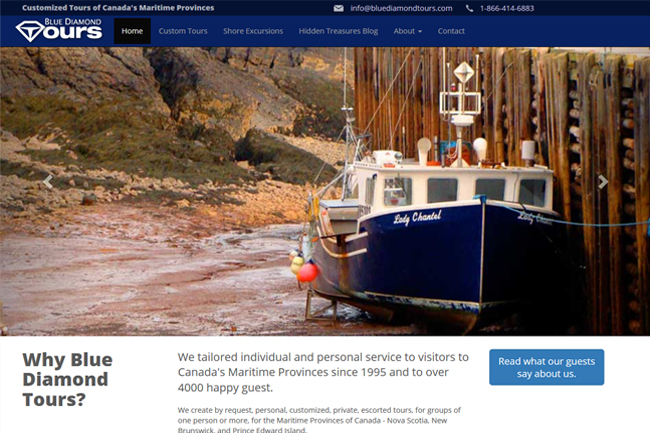 Customized Tours of Canada's Maritime Provinces
info@bluediamondtours.com
1-866-414-6883
BLUE DIAMOND
Tours
Home
Custom Tours
Shore Excursions
Hidden Treasures Blog
About
Contact
Lady Chantel
Lady Chantel
Why Blue
Diamond
Tours?
We tailored individual and personal service to visitors to
Canada's Maritime Provinces since 1995 and to over
4000 happy guest.
We create by request, personal, customized, private, escorted tours, for groups of
one person or more, for the Maritime Provinces of Canada - Nova Scotia, New
Brunswick, and Prince Edward Island.
Read what our guests
say about us.